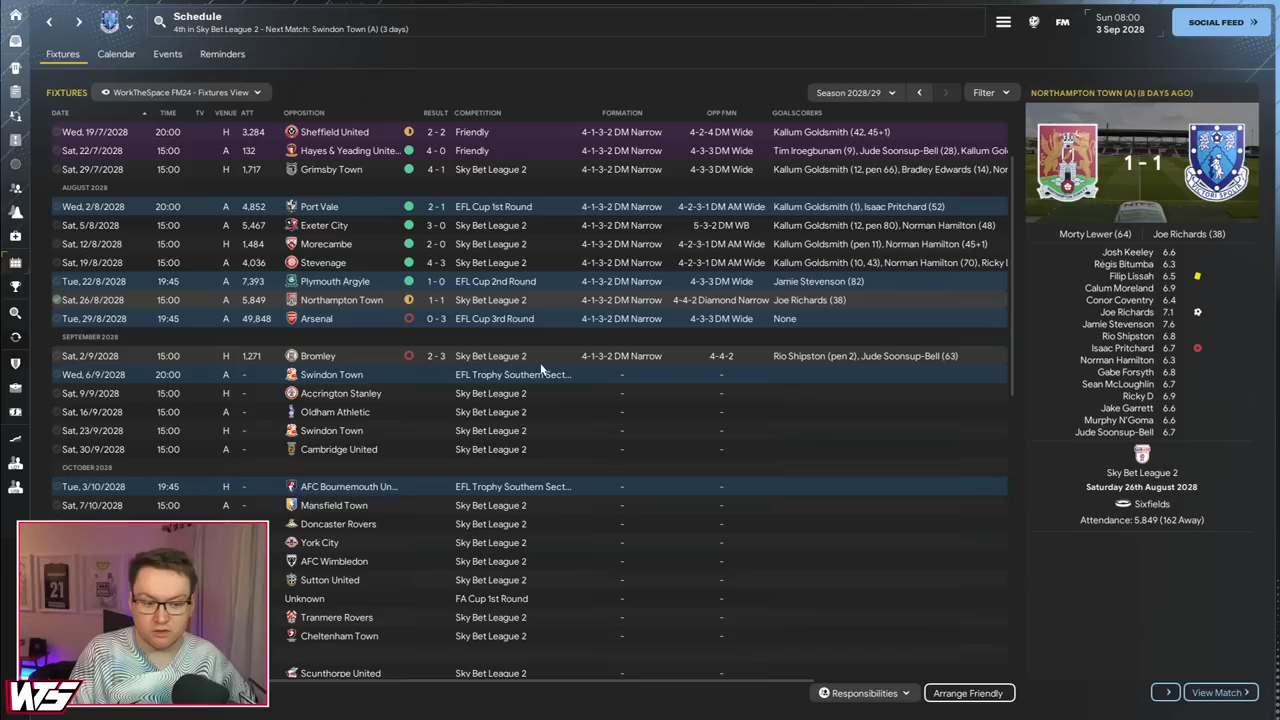 Schedule
4th in Sky Bet League 2 - Next Match: Swindon Town (A) (3 days)
FM
Sun 08:00
3 Sep 2028
SOCIAL FEED
Fixtures Calendar Events Reminders
FIXTURES WorkTheSpace FM24 - Fixtures View Season 2028/29 Filter
DATE TIME TV VENUE ATT OPPOSITION RESULT COMPETITION FORMATION OPP FMN GOALSCORERS
Wed, 19/7/2028 20:00 H 3,284 Sheffield United 2 - 2 Friendly 4-1-3-2 DM Narrow 4-2-4 DM Wide Kallum Goldsmith (42, 45+1)
Sat, 22/7/2028 15:00 A 132 Hayes & Yeading Unite... 2 - 1 Friendly 4-1-3-2 DM Narrow 4-3-3 DM Wide Tim Iroegbunam (9), Jude Soonsup-Bell (28), Kallum Gol
Sat, 29/7/2028 15:00 H 1,717 Grimsby Town 4 - 1 Sky Bet League 2 4-1-3-2 DM Narrow 4-3-3 DM Wide Kallum Goldsmith (12, pen 66), Bradley Edwards (14), Nor
AUGUST 2028
Wed, 2/8/2028 20:00 A 4,852 Port Vale 2 - 1 EFL Cup 1st Round 4-1-3-2 DM Narrow 4-2-3-1 DM AM Wide Kallum Goldsmith (1), Isaac Pritchard (52)
Sat, 5/8/2028 15:00 A 5,467 Exeter City 3 - 0 Sky Bet League 2 4-1-3-2 DM Narrow 5-3-2 DM WB Kallum Goldsmith (12, pen 80), Norman Hamilton (48)
Sat, 12/8/2028 15:00 H 1,484 Morecambe 2 - 0 Sky Bet League 2 4-1-3-2 DM Narrow 4-2-3-1 DM AM Wide Kallum Goldsmith (pen 11), Norman Hamilton (45+1)
Sat, 19/8/2028 15:00 A 4,036 Stevenage 4 - 3 Sky Bet League 2 4-1-3-2 DM Narrow 4-2-3-1 DM AM Wide Kallum Goldsmith (10, 43), Norman Hamilton (70), Ricky D
Tue, 22/8/2028 19:45 A 7,393 Plymouth Argyle 1 - 0 EFL Cup 2nd Round 4-1-3-2 DM Narrow 4-3-3 DM Wide Jamie Stevenson (82)
Sat, 26/8/2028 15:00 A 5,849 Northampton Town 1 - 1 Sky Bet League 2 4-1-3-2 DM Narrow 4-4-2 Diamond Narrow Joe Richards (38)
Tue, 29/8/2028 19:45 A 49,848 Arsenal 0 - 3 EFL Cup 3rd Round 4-1-3-2 DM Narrow 4-3-3 DM Wide None
SEPTEMBER 2028
Sat, 2/9/2028 15:00 H 1,271 Bromley 2 - 3 Sky Bet League 2 4-1-3-2 DM Narrow 4-4-2 Rio Shipston (pen 2), Jude Soonsup-Bell (63)
Wed, 6/9/2028 20:00 A - Swindon Town EFL Trophy Southern Sect... - -
Sat, 9/9/2028 15:00 H - Accrington Stanley Sky Bet League 2 - -
Sat, 16/9/2028 15:00 A - Oldham Athletic Sky Bet League 2 - -
Sat, 23/9/2028 15:00 H - Swindon Town Sky Bet League 2 - -
Sat, 30/9/2028 15:00 A - Cambridge United Sky Bet League 2 - -
OCTOBER 2028
Tue, 3/10/2028 19:45 H - AFC Bournemouth Un... EFL Trophy Southern Sect... - -
Sat, 7/10/2028 15:00 A - Mansfield Town Sky Bet League 2 - -
Doncaster Rovers Sky Bet League 2 - -
York City Sky Bet League 2 - -
AFC Wimbledon Sky Bet League 2 - -
Sutton United Sky Bet League 2 - -
Unknown FA Cup 1st Round - -
Tranmere Rovers Sky Bet League 2 - -
Cheltenham Town Sky Bet League 2 - -
Scunthorpe United Sky Bet League 2 - -
Responsibilities Arrange Friendly
NORTHAMPTON TOWN (A) (8 DAYS AGO)
1 - 1
Morty Lewer (64) Joe Richards (38)
Josh Keeley 6.6
Régis Bitumba 6.3
Filip Lissah 6.5
Calum Moreland 6.9
Conor Coventry 6.4
Joe Richards 7.1
Jamie Stevenson 7.6
Rio Shipston 6.8
Isaac Pritchard 6.7
Norman Hamilton 6.3
Gabe Forsyth 6.8
Sean McLoughlin 6.7
Ricky D 6.9
Jake Garrett 6.6
Murphy N'Goma 6.6
Jude Soonsup-Bell 6.7
Sky Bet League 2
Saturday 26th August 2028
Sixfields
Attendance: 5,849 (162 Away)
View Match
21
WTS